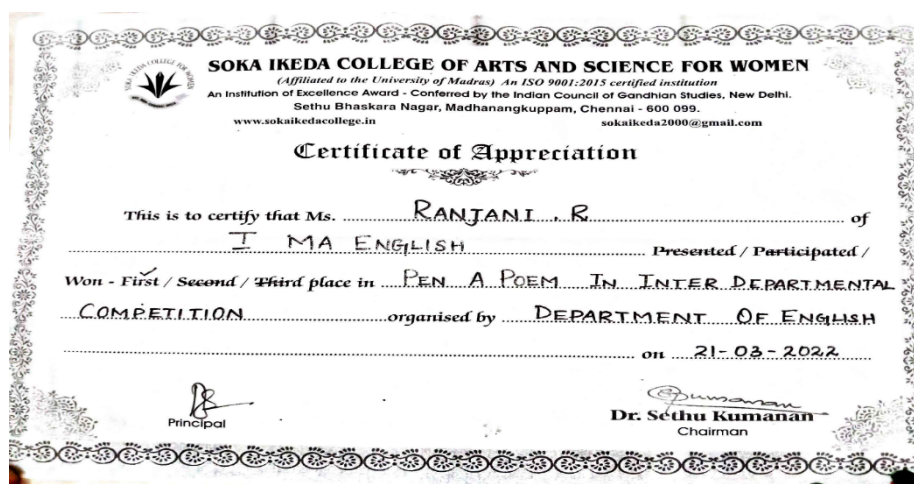 SOKA IKEDA COLLEGE OF ARTS AND SCIENCE FOR WOMEN
(Affiliated to the University of Madras) An ISO 9001:2015 certified institution
An Institution of Excellence Award - Conferred by the Indian Council of Gandhian Studies, New Delhi.
Sethu Bhaskara Nagar, Madhanangkuppam, Chennai - 600 099.
www.sokaikedacollege.in sokaikeda2000@gmail.com
Certificate of Appreciation
This is to certify that Ms. RANJANI . R of
I MA ENGLISH Presented / Participated /
Won - First / Second / Third place in PEN A POEM IN INTER DEPARTMENTAL
COMPETITION organised by DEPARTMENT OF ENGLISH
on 21-03-2022
Principal
Dr. Sethu Kumanan
Chairman